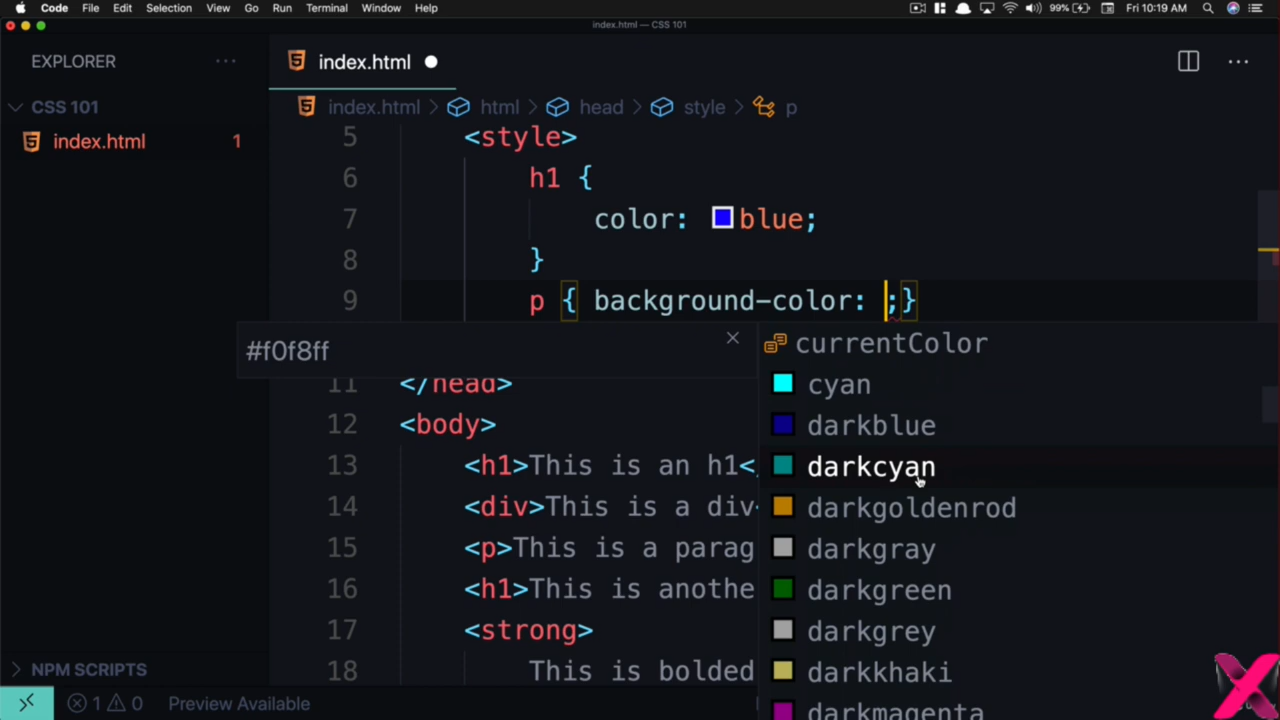 Code File Edit Selection View Go Run Terminal Window Help 99% Fri 10:19 AM
index.html — CSS 101
EXPLORER ···
index.html
CSS 101
index.html 1
index.html > html > head > style > p
5 <style>
6 h1 {
7 color: blue;
8 }
9 p { background-color: ;}
#f0f8ff
currentColor
cyan
darkblue
darkcyan
darkgoldenrod
darkgray
darkgreen
darkgrey
darkkhaki
darkmagenta
11 </head>
12 <body>
13 <h1>This is an h1</
14 <div>This is a div
15 <p>This is a parag
16 <h1>This is anothe
17 <strong>
18 This is bolded
NPM SCRIPTS
1 0 Preview Available